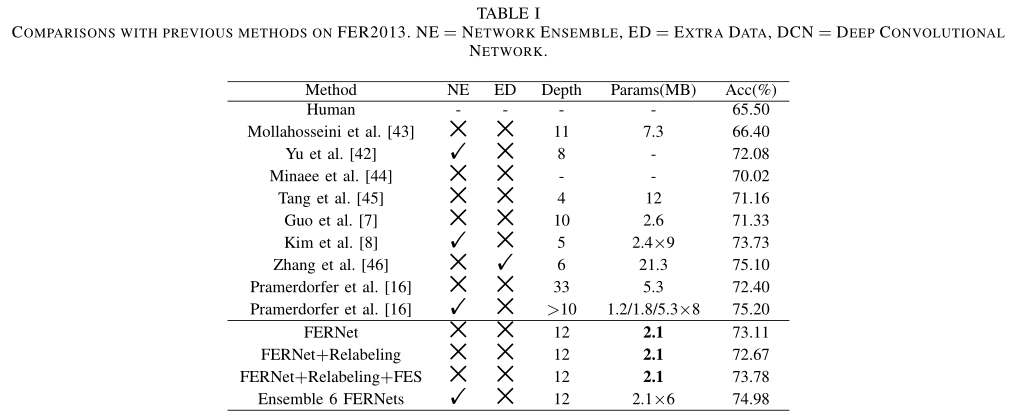 TABLE I
COMPARISONS WITH PREVIOUS METHODS ON FER2013. NE = NETWORK ENSEMBLE, ED = EXTRA DATA, DCN = DEEP CONVOLUTIONAL
NETWORK.
Method NE ED Depth Params(MB) Acc(%)
Human - - - - 65.50
Mollahosseini et al. [43] ✕ ✕ 11 7.3 66.40
Yu et al. [42] ✓ ✕ 8 - 72.08
Minaee et al. [44] ✕ ✕ - - 70.02
Tang et al. [45] ✕ ✕ 4 12 71.16
Guo et al. [7] ✕ ✕ 10 2.6 71.33
Kim et al. [8] ✓ ✕ 5 2.4×9 73.73
Zhang et al. [46] ✕ ✓ 6 21.3 75.10
Pramerdorfer et al. [16] ✕ ✕ 33 5.3 72.40
Pramerdorfer et al. [16] ✓ ✕ >10 1.2/1.8/5.3×8 75.20
FERNet ✕ ✕ 12 2.1 73.11
FERNet+Relabeling ✕ ✕ 12 2.1 72.67
FERNet+Relabeling+FES ✕ ✕ 12 2.1 73.78
Ensemble 6 FERNets ✓ ✕ 12 2.1×6 74.98